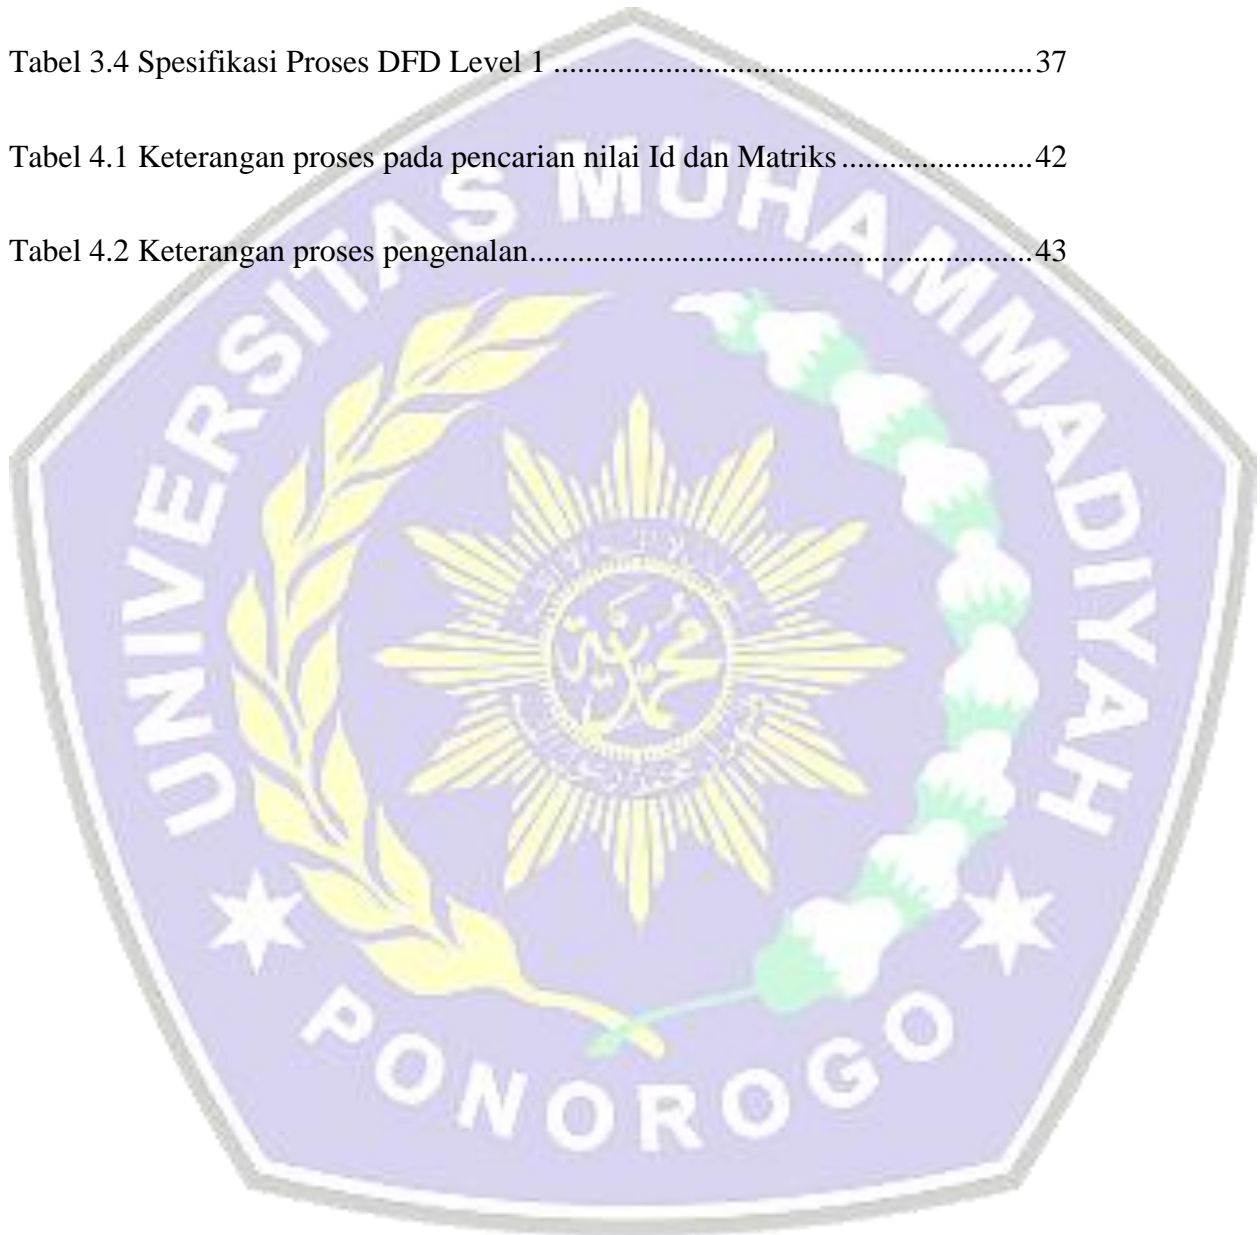 Tabel 3.4 Spesifikasi Proses DFD Level 1 ............................................................. 37
Tabel 4.1 Keterangan proses pada pencarian nilai Id dan Matriks ........................ 42
Tabel 4.2 Keterangan proses pengenalan................................................................ 43
UNIVERSITAS MUHAMMADIYAH
PONOROGO